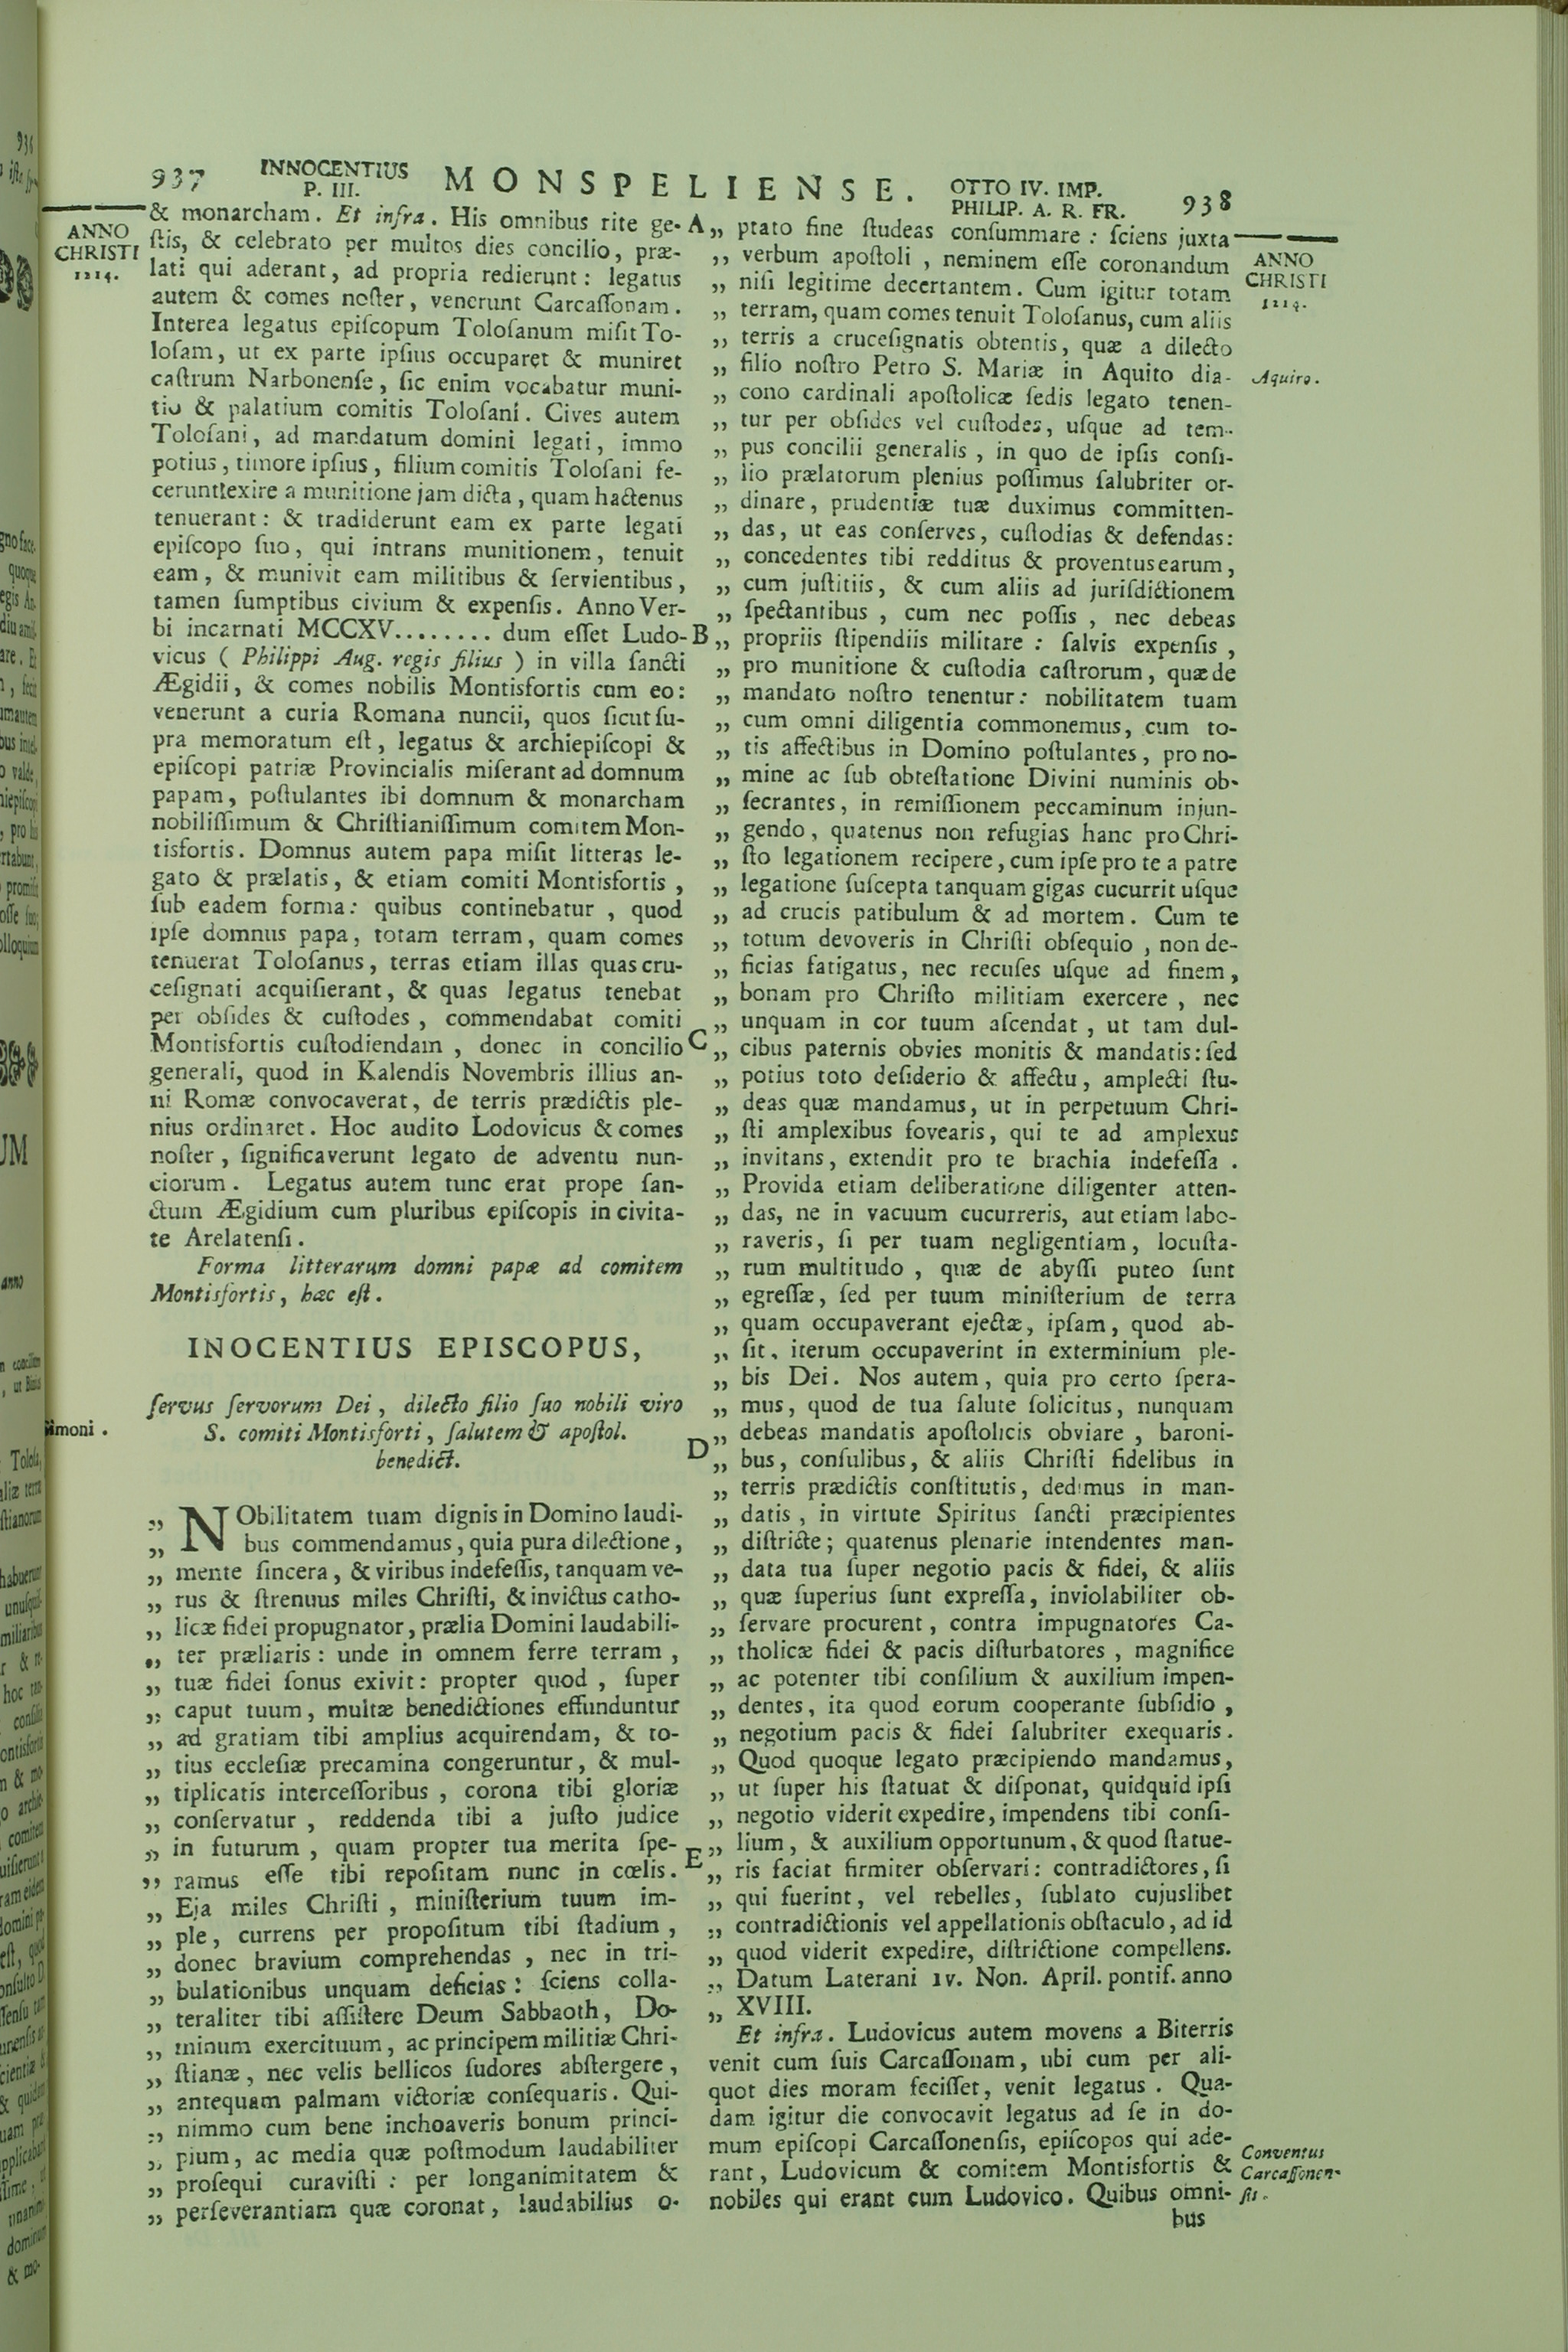 937
INNOCENTIUS
P. III.
MONSPELIENSE.
OTTO IV. IMP.
PHILIP. A. R. FR.
938
ANNO
CHRISTI
1214.
& monarcham. Et infra. His omnibus rite ge-
ſtis, & celebrato per multos dies concilio, præ-
lati qui aderant, ad propria redierunt: legatus
autem & comes noſter, venerunt Carcaſſonam.
Interea legatus epiſcopum Toloſanum miſit To-
loſam, ut ex parte ipſius occuparet & muniret
caſtrum Narbonenſe, ſic enim vocabatur muni-
tio & palatium comitis Toloſani. Cives autem
Toloſani, ad mandatum domini legati, immo
potius, timore ipſius, filium comitis Toloſani fe-
ceruntlexire a munitione jam dicta, quam hactenus
tenuerant: & tradiderunt eam ex parte legati
epiſcopo ſuo, qui intrans munitionem, tenuit
eam, & munivit eam militibus & ſervientibus,
tamen ſumptibus civium & expenſis. Anno Ver-
bi incarnati MCCXV........ dum eſſet Ludo-
vicus ( Philippi Aug. regis filius ) in villa ſancti
Ægidii, & comes nobilis Montisfortis cum eo:
venerunt a curia Romana nuncii, quos ſicut ſu-
pra memoratum eſt, legatus & archiepiſcopi &
epiſcopi patriæ Provincialis miſerant ad domnum
papam, poſtulantes ibi domnum & monarcham
nobiliſſimum & Chriſtianiſſimum comitem Mon-
tisfortis. Domnus autem papa miſit litteras le-
gato & prælatis, & etiam comiti Montisfortis,
ſub eadem forma: quibus continebatur, quod
ipſe domnus papa, totam terram, quam comes
tenuerat Toloſanus, terras etiam illas quas cru-
ceſignati acquiſierant, & quas legatus tenebat
per obſides & cuſtodes, commendabat comiti
Montisfortis cuſtodiendam, donec in concilio
generali, quod in Kalendis Novembris illius an-
ni Romæ convocaverat, de terris prædictis ple-
nius ordinaret. Hoc audito Lodovicus & comes
noſter, ſignificaverunt legato de adventu nun-
ciorum. Legatus autem tunc erat prope ſan-
ctum Ægidium cum pluribus epiſcopis in civita-
te Arelatenſi.
Forma litterarum domni papæ ad comitem
Montisfortis, hæc eſt.
INOCENTIUS EPISCOPUS,
ſervus ſervorum Dei, dilecto filio ſuo nobili viro
Simoni.
S. comiti Montisforti, ſalutem & apoſtol.
benedict.
„ NObilitatem tuam dignis in Domino laudi-
„ bus commendamus, quia pura dilectione,
„ mente ſincera, & viribus indefeſſis, tanquam ve-
„ rus & ſtrenuus miles Chriſti, & invictus catho-
„ licæ fidei propugnator, prælia Domini laudabili-
„ ter præliaris: unde in omnem ferre terram,
„ tuæ fidei ſonus exivit: propter quod, ſuper
„ caput tuum, multæ benedictiones effunduntur
„ ad gratiam tibi amplius acquirendam, & to-
„ tius eccleſiæ precamina congeruntur, & mul-
„ tiplicatis interceſſoribus, corona tibi gloriæ
„ conſervatur, reddenda tibi a juſto judice
„ in futurum, quam propter tua merita ſpe-
„ ramus eſſe tibi repoſitam nunc in cœlis.
„ Eja miles Chriſti, miniſterium tuum im-
„ ple, currens per propoſitum tibi ſtadium,
„ donec bravium comprehendas, nec in tri-
„ bulationibus unquam deficias: ſciens colla-
„ teraliter tibi aſſiſtere Deum Sabbaoth, Do-
„ minum exercituum, ac principem militiæ Chri-
„ ſtianæ, nec velis bellicos ſudores abſtergere,
„ antequam palmam victoriæ conſequaris. Qui-
„ nimmo cum bene inchoaveris bonum princi-
„ pium, ac media quæ poſtmodum laudabiliter
„ proſequi curaviſti: per longanimitatem &
„ perſeverantiam quæ coronat, laudabilius o-
A
B
C
D
E
„ ptato fine ſtudeas conſummare: ſciens juxta
„ verbum apoſtoli, neminem eſſe coronandum
„ niſi legitime decertantem. Cum igitur totam
„ terram, quam comes tenuit Toloſanus, cum aliis
„ terris a cruceſignatis obtentis, quæ a dilecto
„ filio noſtro Petro S. Mariæ in Aquito dia-
„ cono cardinali apoſtolicæ ſedis legato tenen-
„ tur per obſides vel cuſtodes, uſque ad tem-
„ pus concilii generalis, in quo de ipſis conſi-
„ lio prælatorum plenius poſſimus ſalubriter or-
„ dinare, prudentiæ tuæ duximus committen-
„ das, ut eas conſerves, cuſtodias & defendas:
„ concedentes tibi redditus & proventus earum,
„ cum juſtitiis, & cum aliis ad juriſdictionem
„ ſpectantibus, cum nec poſſis, nec debeas
„ propriis ſtipendiis militare: ſalvis expenſis,
„ pro munitione & cuſtodia caſtrorum, quæ de
„ mandato noſtro tenentur: nobilitatem tuam
„ cum omni diligentia commonemus, cum to-
„ tis affectibus in Domino poſtulantes, pro no-
„ mine ac ſub obteſtatione Divini numinis ob-
„ ſecrantes, in remiſſionem peccaminum injun-
„ gendo, quatenus non refugias hanc pro Chri-
„ ſto legationem recipere, cum ipſe pro te a patre
„ legatione ſuſcepta tanquam gigas cucurrit uſque
„ ad crucis patibulum & ad mortem. Cum te
„ totum devoveris in Chriſti obſequio, non de-
„ ficias fatigatus, nec recuſes uſque ad finem,
„ bonam pro Chriſto militiam exercere, nec
„ unquam in cor tuum aſcendat, ut tam dul-
„ cibus paternis obvies monitis & mandatis: ſed
„ potius toto deſiderio & affectu, amplecti ſtu-
„ deas quæ mandamus, ut in perpetuum Chri-
„ ſti amplexibus fovearis, qui te ad amplexus
„ invitans, extendit pro te brachia indefeſſa.
„ Provida etiam deliberatione diligenter atten-
„ das, ne in vacuum cucurreris, aut etiam labo-
„ raveris, ſi per tuam negligentiam, locuſta-
„ rum multitudo, quæ de abyſſi puteo ſunt
„ egreſſæ, ſed per tuum miniſterium de terra
„ quam occupaverant ejectæ, ipſam, quod ab-
„ ſit, iterum occupaverint in exterminium ple-
„ bis Dei. Nos autem, quia pro certo ſpera-
„ mus, quod de tua ſalute ſolicitus, nunquam
„ debeas mandatis apoſtolicis obviare, baroni-
„ bus, conſulibus, & aliis Chriſti fidelibus in
„ terris prædictis conſtitutis, dedimus in man-
„ datis, in virtute Spiritus ſancti præcipientes
„ diſtricte; quatenus plenarie intendentes man-
„ data tua ſuper negotio pacis & fidei, & aliis
„ quæ ſuperius ſunt expreſſa, inviolabiliter ob-
„ ſervare procurent, contra impugnatores Ca-
„ tholicæ fidei & pacis diſturbatores, magnifice
„ ac potenter tibi conſilium & auxilium impen-
„ dentes, ita quod eorum cooperante ſubſidio,
„ negotium pacis & fidei ſalubriter exequaris.
„ Quod quoque legato præcipiendo mandamus,
„ ut ſuper his ſtatuat & diſponat, quidquid ipſi
„ negotio viderit expedire, impendens tibi conſi-
„ lium, & auxilium opportunum, & quod ſtatue-
„ ris faciat firmiter obſervari: contradictores, ſi
„ qui fuerint, vel rebelles, ſublato cujuslibet
„ contradictionis vel appellationis obſtaculo, ad id
„ quod viderit expedire, diſtrictione compellens.
„ Datum Laterani IV. Non. April. pontif. anno
„ XVIII.
Et infra. Ludovicus autem movens a Biterris
venit cum ſuis Carcaſſonam, ubi cum per ali-
quot dies moram feciſſet, venit legatus. Qua-
dam igitur die convocavit legatus ad ſe in do-
mum epiſcopi Carcaſſonenſis, epiſcopos qui ade-
rant, Ludovicum & comitem Montisfortis &
nobiles qui erant cum Ludovico. Quibus omni-
bus
ANNO
CHRISTI
1214.
Aquiro.
Conventus
Carcaſſonen-
ſis.